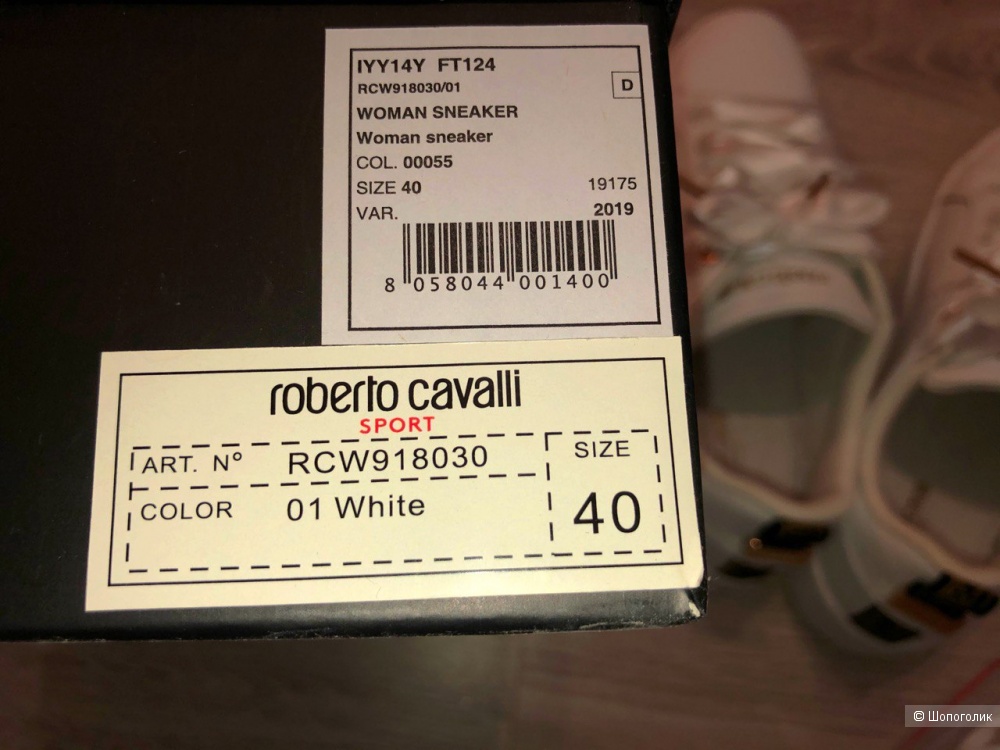 IYY14Y FT124
RCW918030/01
D
WOMAN SNEAKER
Woman sneaker
COL. 00055
SIZE 40
19175
VAR.
2019
8 058044 001400
roberto cavalli
SPORT
ART. Nº RCW918030
SIZE
COLOR 01 White
40
© Шопоголик